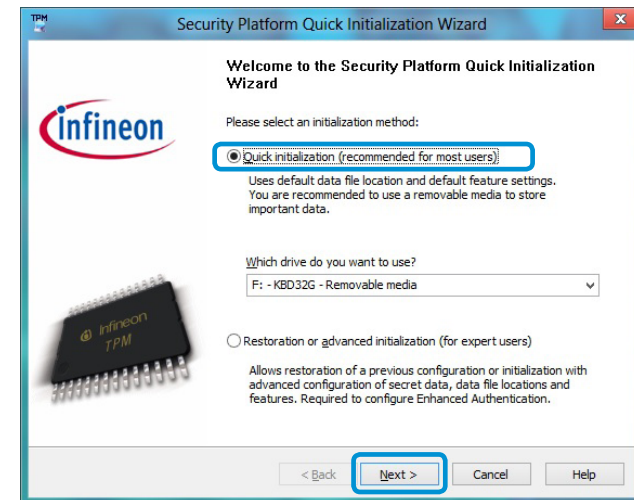 TPM
Security Platform Quick Initialization Wizard
x
Welcome to the Security Platform Quick Initialization
Wizard
infineon
Please select an initialization method:
Quick initialization (recommended for most users)
Uses default data file location and default feature settings.
You are recommended to use a removable media to store
important data.
Which drive do you want to use?
F: - KBD32G - Removable media
Infineon
TPM
Restoration or advanced initialization (for expert users)
Allows restoration of a previous configuration or initialization with
advanced configuration of secret data, data file locations and
features. Required to configure Enhanced Authentication.
< Back
Next >
Cancel
Help